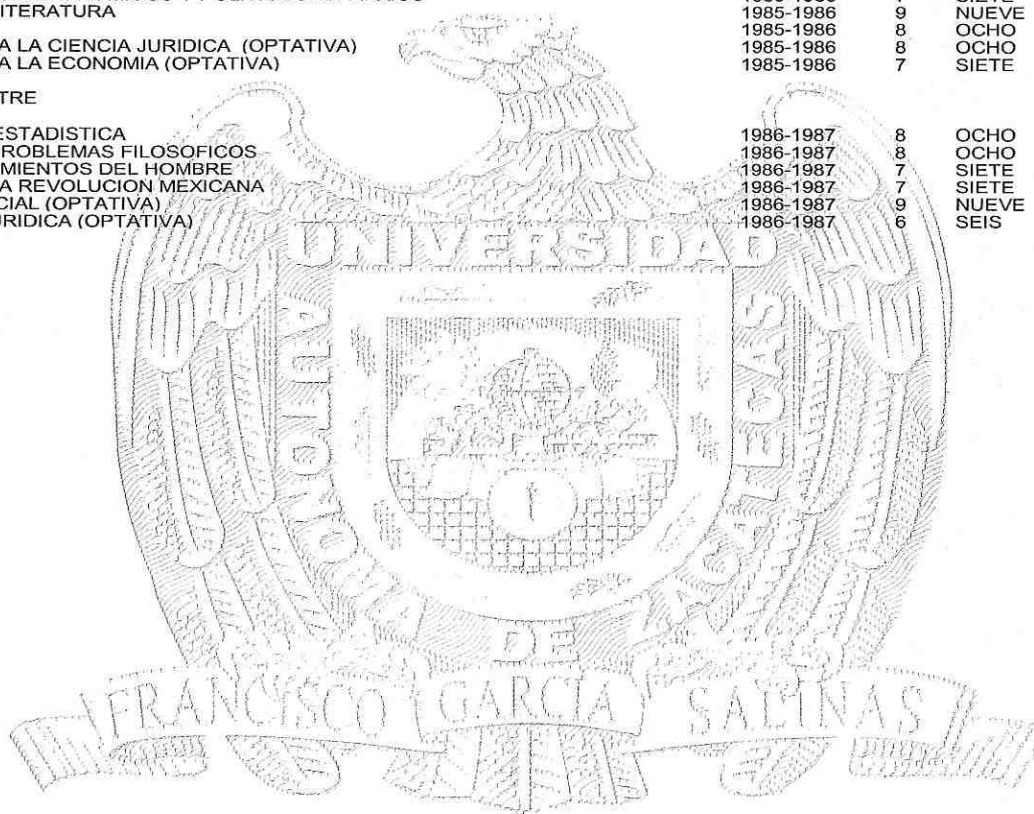 ITERATURA 1985-1986 9 NUEVE
1985-1986 8 OCHO
A LA CIENCIA JURIDICA (OPTATIVA) 1985-1986 8 OCHO
A LA ECONOMIA (OPTATIVA) 1985-1986 7 SIETE
TRE
ESTADISTICA 1986-1987 8 OCHO
ROBLEMAS FILOSOFICOS 1986-1987 8 OCHO
MIENTOS DEL HOMBRE 1986-1987 7 SIETE
A REVOLUCION MEXICANA 1986-1987 7 SIETE
CIAL (OPTATIVA) 1986-1987 9 NUEVE
URIDICA (OPTATIVA) 1986-1987 6 SEIS
UNIVERSIDAD
AUTONOMA DE ZACATECAS
FRANCISCO GARCIA SALINAS